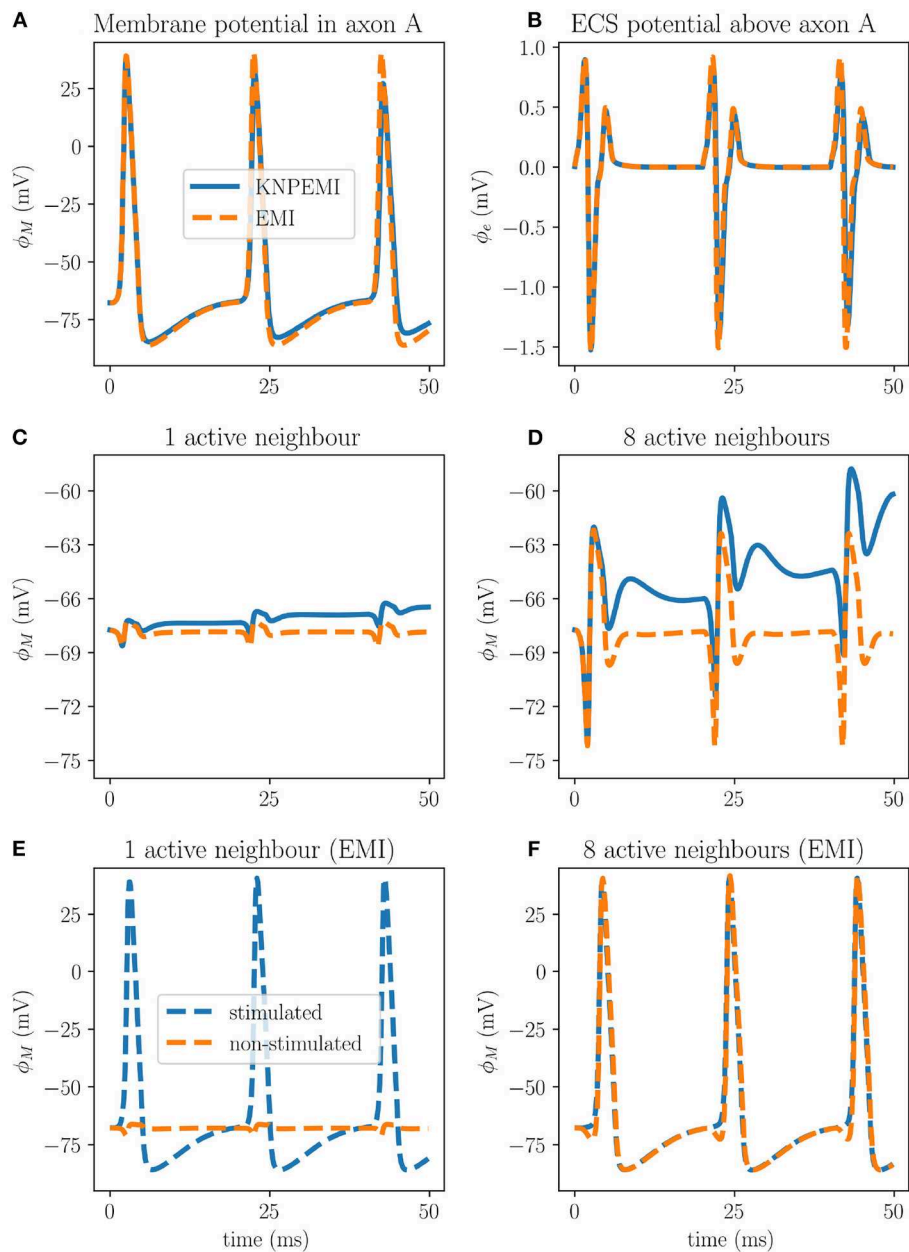 A Membrane potential in axon A
B ECS potential above axon A
ϕM (mV)
25
0
−25
−50
−75
KNPEMI
EMI
0 25 50
ϕe (mV)
1.0
0.5
0.0
−0.5
−1.0
−1.5
0 25 50
C 1 active neighbour
D 8 active neighbours
ϕM (mV)
−60
−63
−66
−69
−72
−75
0 25 50
ϕM (mV)
−60
−63
−66
−69
−72
−75
0 25 50
E 1 active neighbour (EMI)
F 8 active neighbours (EMI)
ϕM (mV)
25
0
−25
−50
−75
stimulated
non-stimulated
0 25 50
time (ms)
ϕM (mV)
25
0
−25
−50
−75
0 25 50
time (ms)